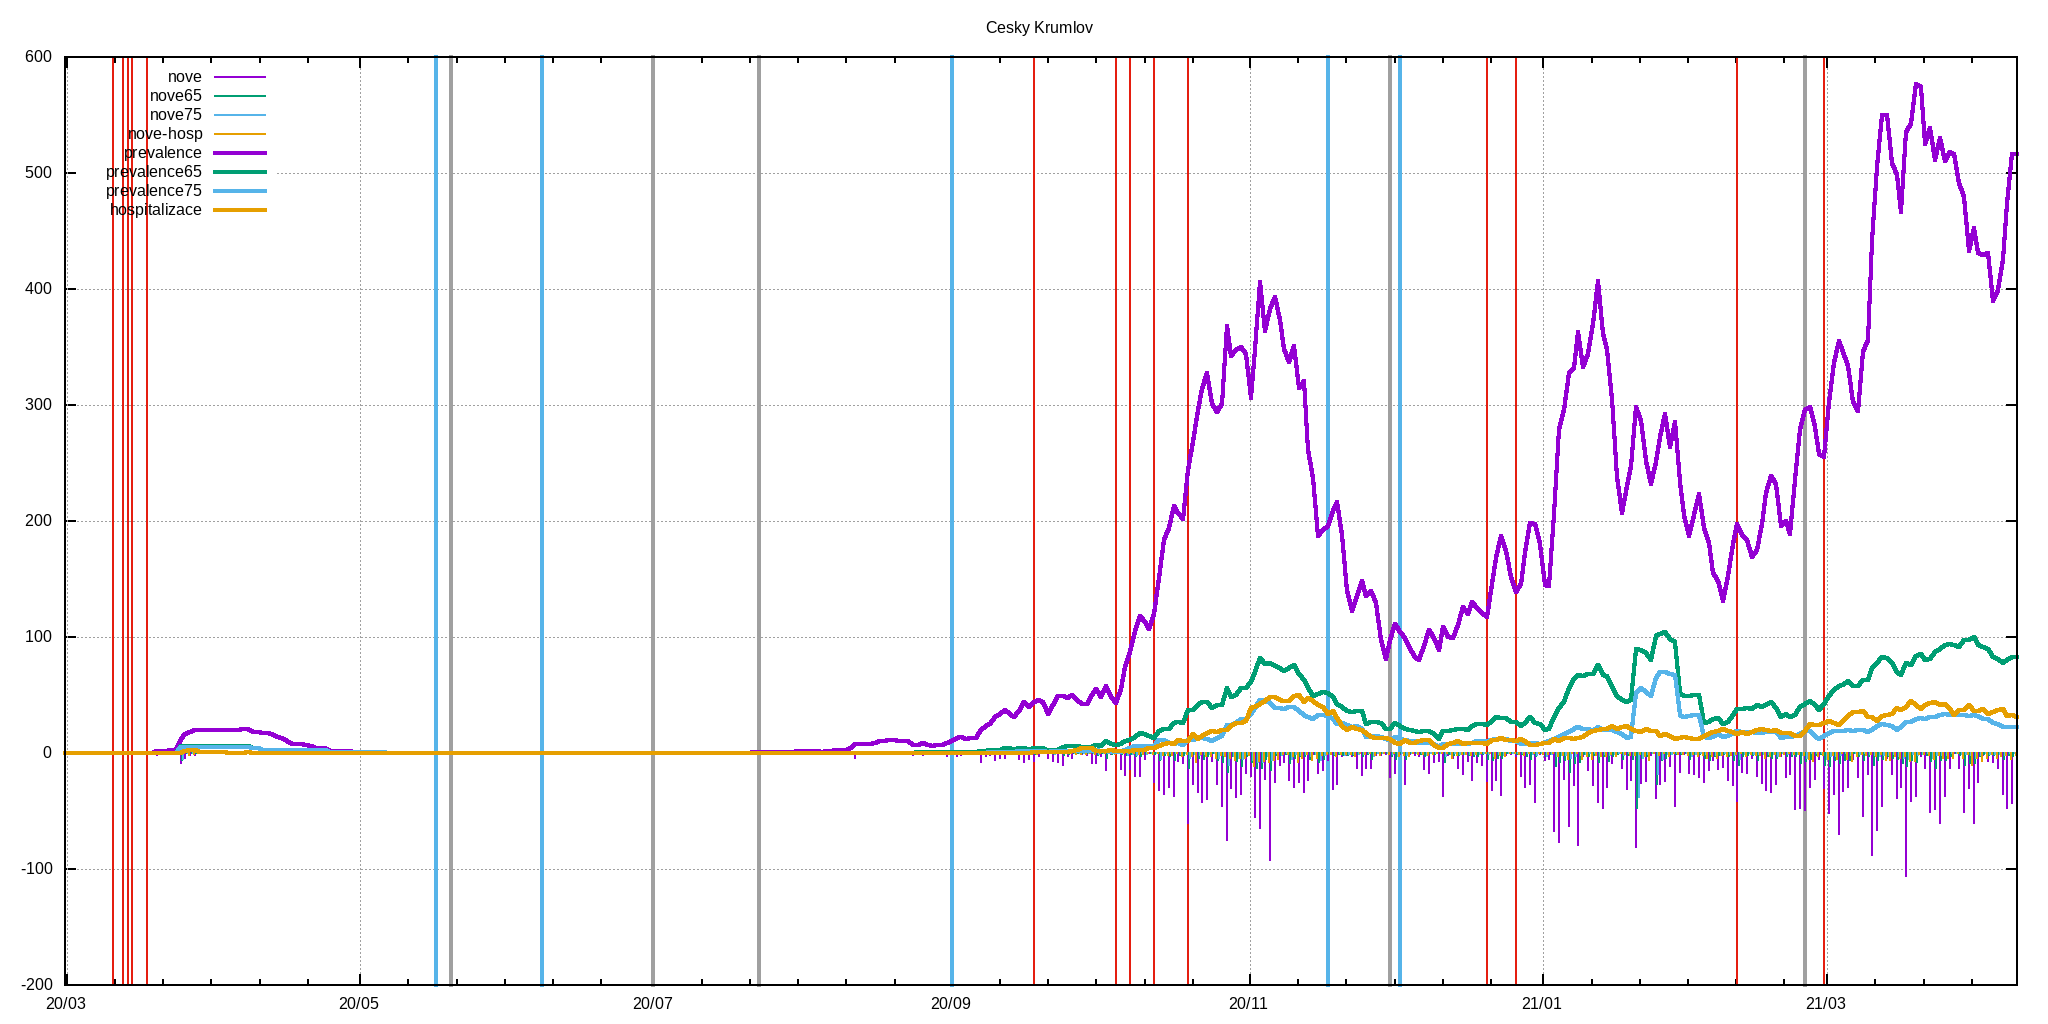 Cesky Krumlov
600
500
400
300
200
100
0
-100
-200
nove
nove65
nove75
nove-hosp
prevalence
prevalence65
prevalence75
hospitalizace
20/03 20/05 20/07 20/09 20/11 21/01 21/03